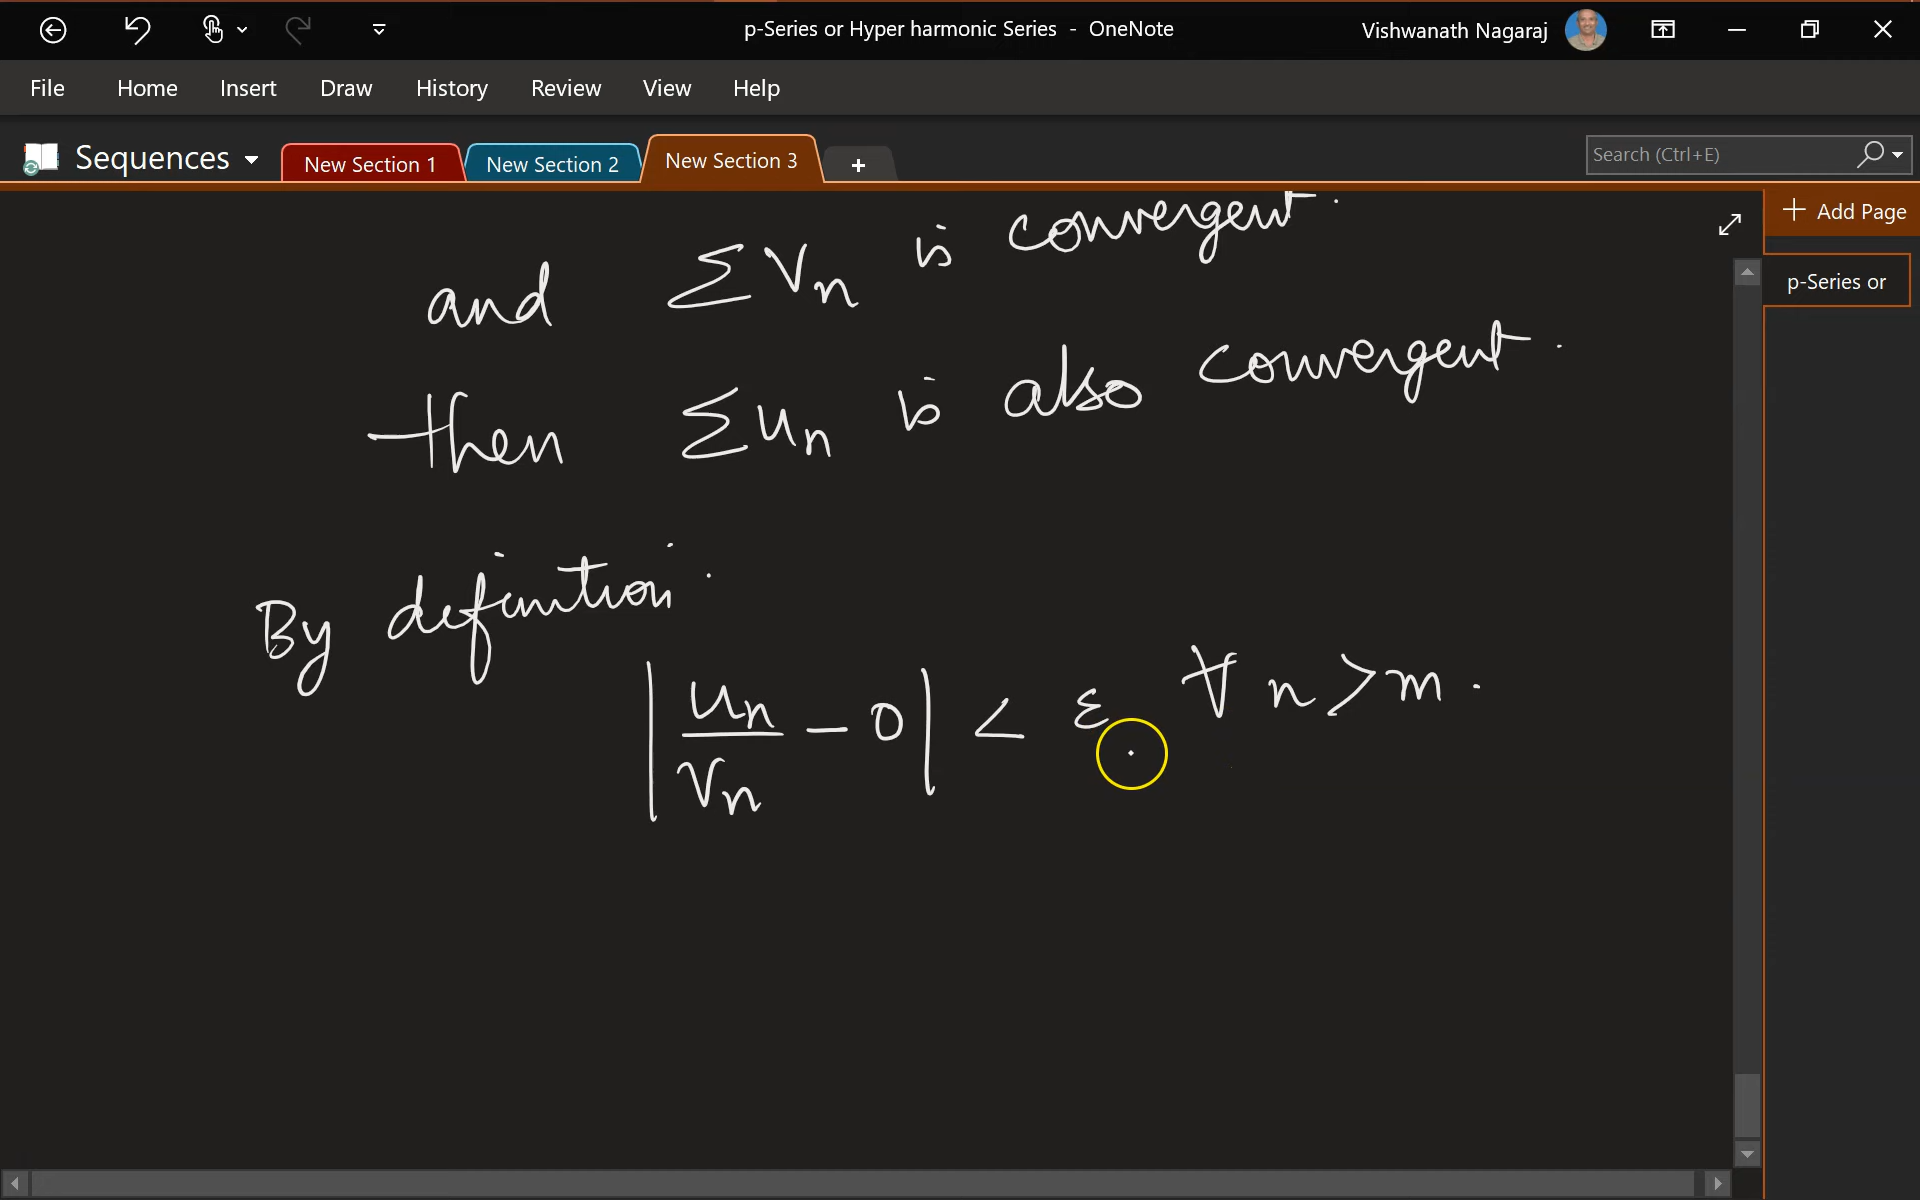 p-Series or Hyper harmonic Series - OneNote
Vishwanath Nagaraj
File Home Insert Draw History Review View Help
Sequences New Section 1 New Section 2 New Section 3 +
Search (Ctrl+E)
+ Add Page
p-Series or
and Σvn is convergent.
then Σun is also convergent.
By definition.
|un/vn - 0| < ε ∀ n > m.